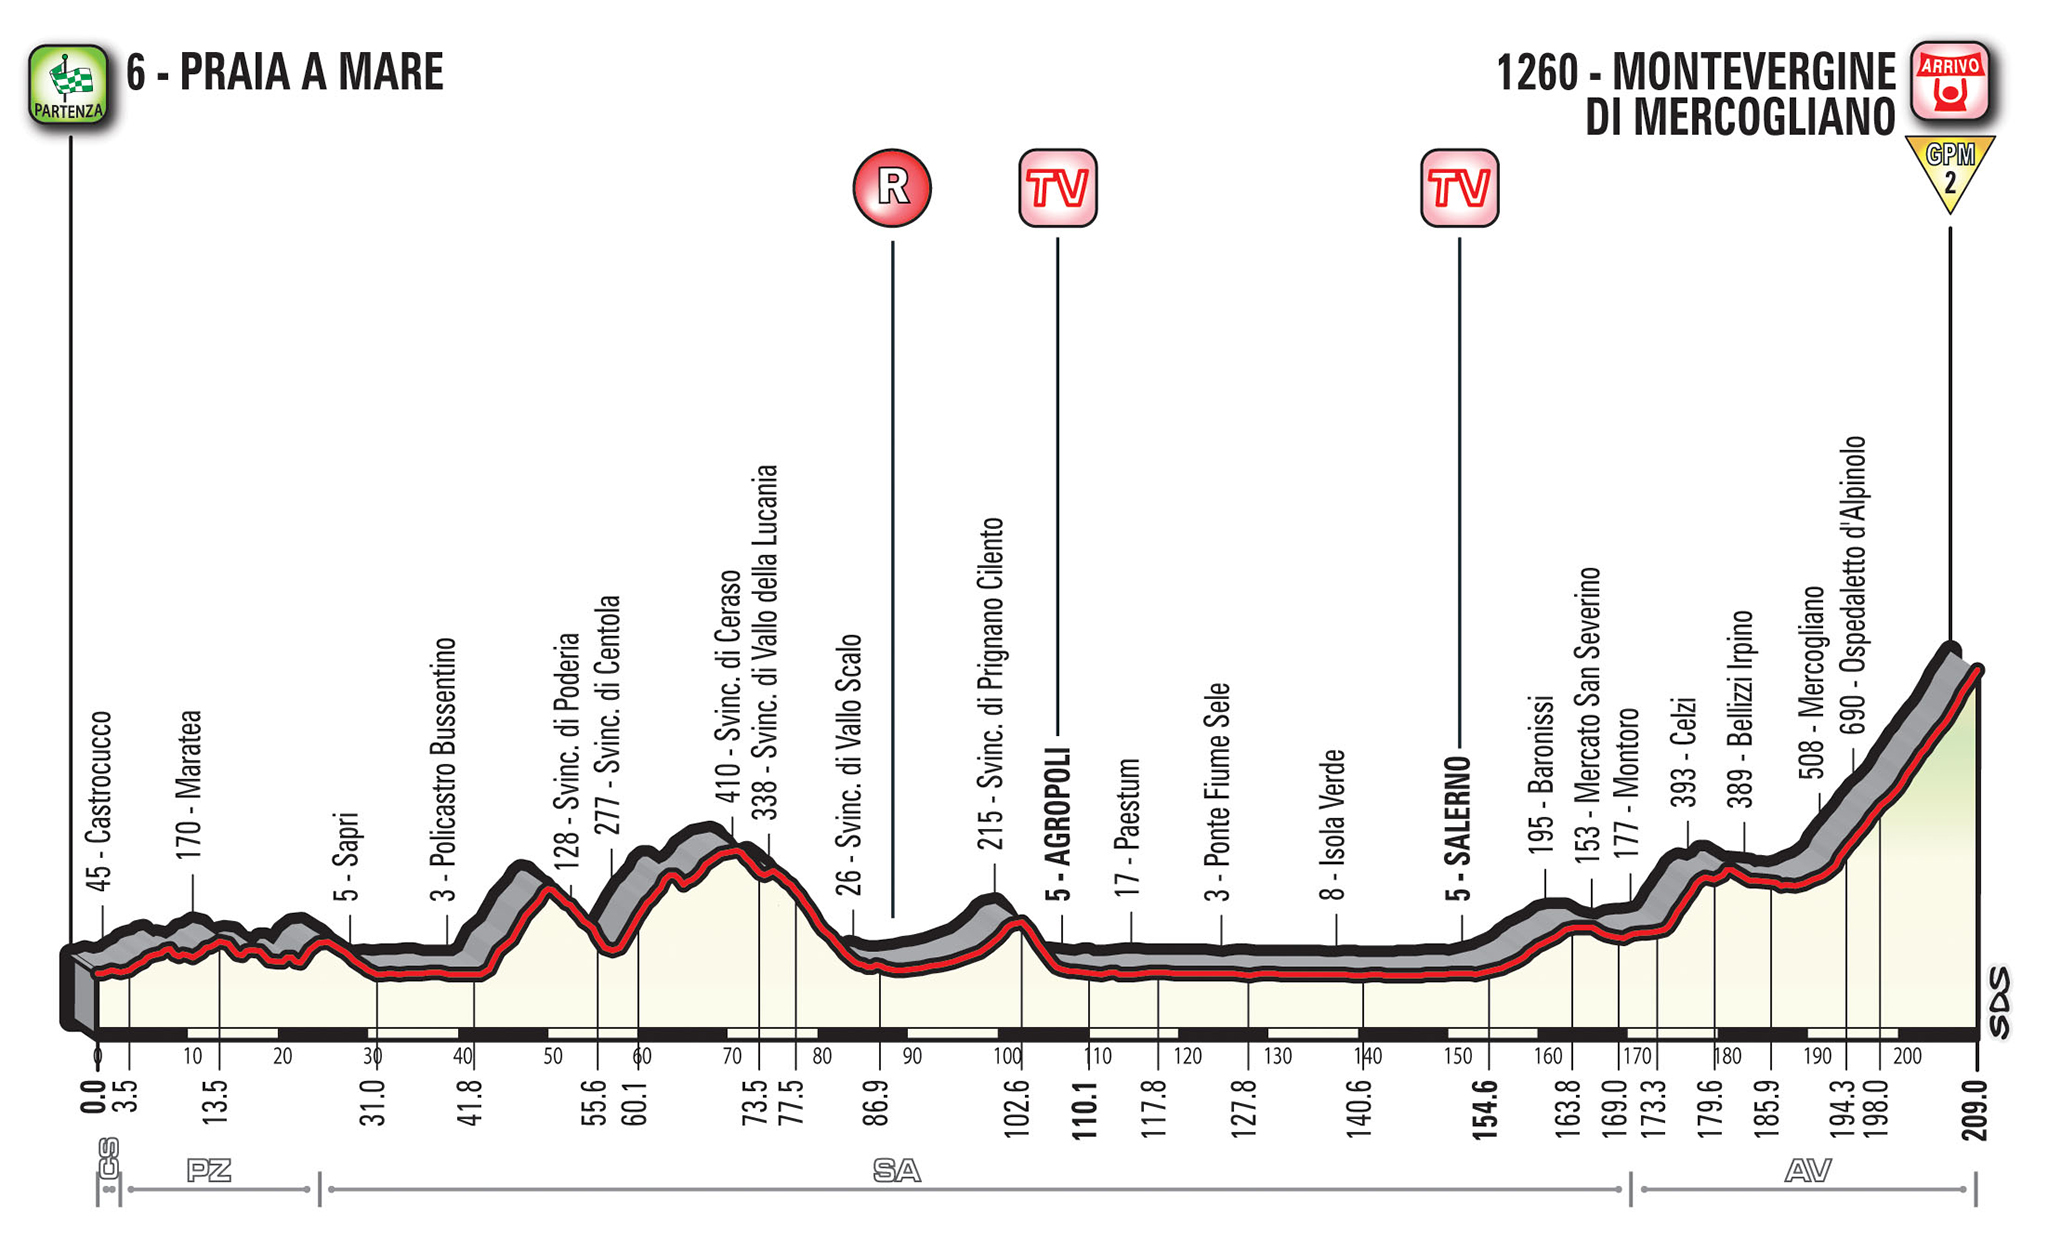 PARTENZA
6 - PRAIA A MARE
1260 - MONTEVERGINE
DI MERCOGLIANO
ARRIVO
GPM
2
R
TV
TV
45 - Castrocucco
170 - Maratea
5 - Sapri
3 - Policastro Bussentino
128 - Svinc. di Poderia
277 - Svinc. di Centola
410 - Svinc. di Ceraso
338 - Svinc. di Vallo della Lucania
26 - Svinc. di Vallo Scalo
215 - Svinc. di Prignano Cilento
5 - AGROPOLI
17 - Paestum
3 - Ponte Fiume Sele
8 - Isola Verde
5 - SALERNO
195 - Baronissi
153 - Mercato San Severino
177 - Montoro
393 - Celzi
389 - Bellizzi Irpino
508 - Mercogliano
690 - Ospedaletto d'Alpinolo
SDS
0 10 20 30 40 50 60 70 80 90 100 110 120 130 140 150 160 170 180 190 200
0.0 3.5 13.5 31.0 41.8 55.6 60.1 73.5 77.5 86.9 102.6 110.1 117.8 127.8 140.6 154.6 163.8 169.0 173.3 179.6 185.9 194.3 198.0 209.0
CS PZ SA AV